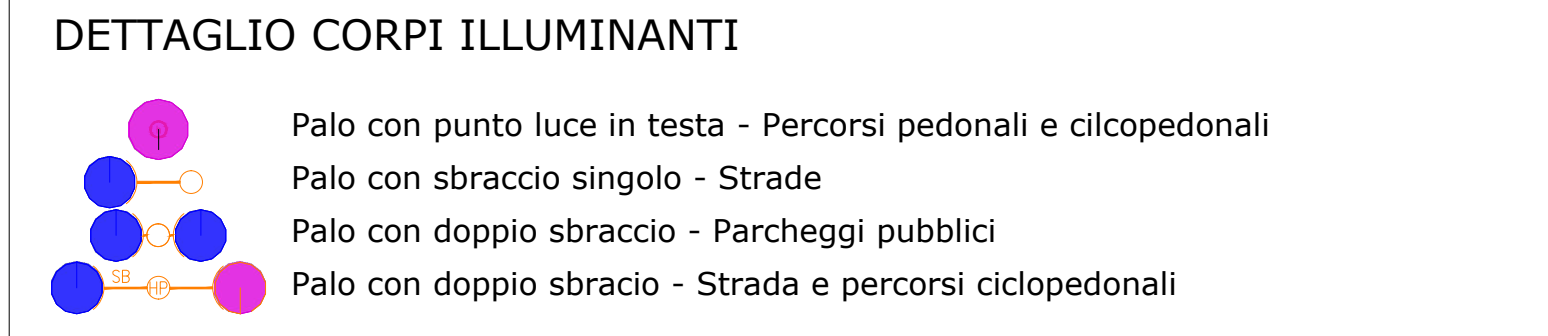 DETTAGLIO CORPI ILLUMINANTI
Palo con punto luce in testa - Percorsi pedonali e cilcopedonali
Palo con sbraccio singolo - Strade
Palo con doppio sbraccio - Parcheggi pubblici
SB HP Palo con doppio sbracio - Strada e percorsi ciclopedonali